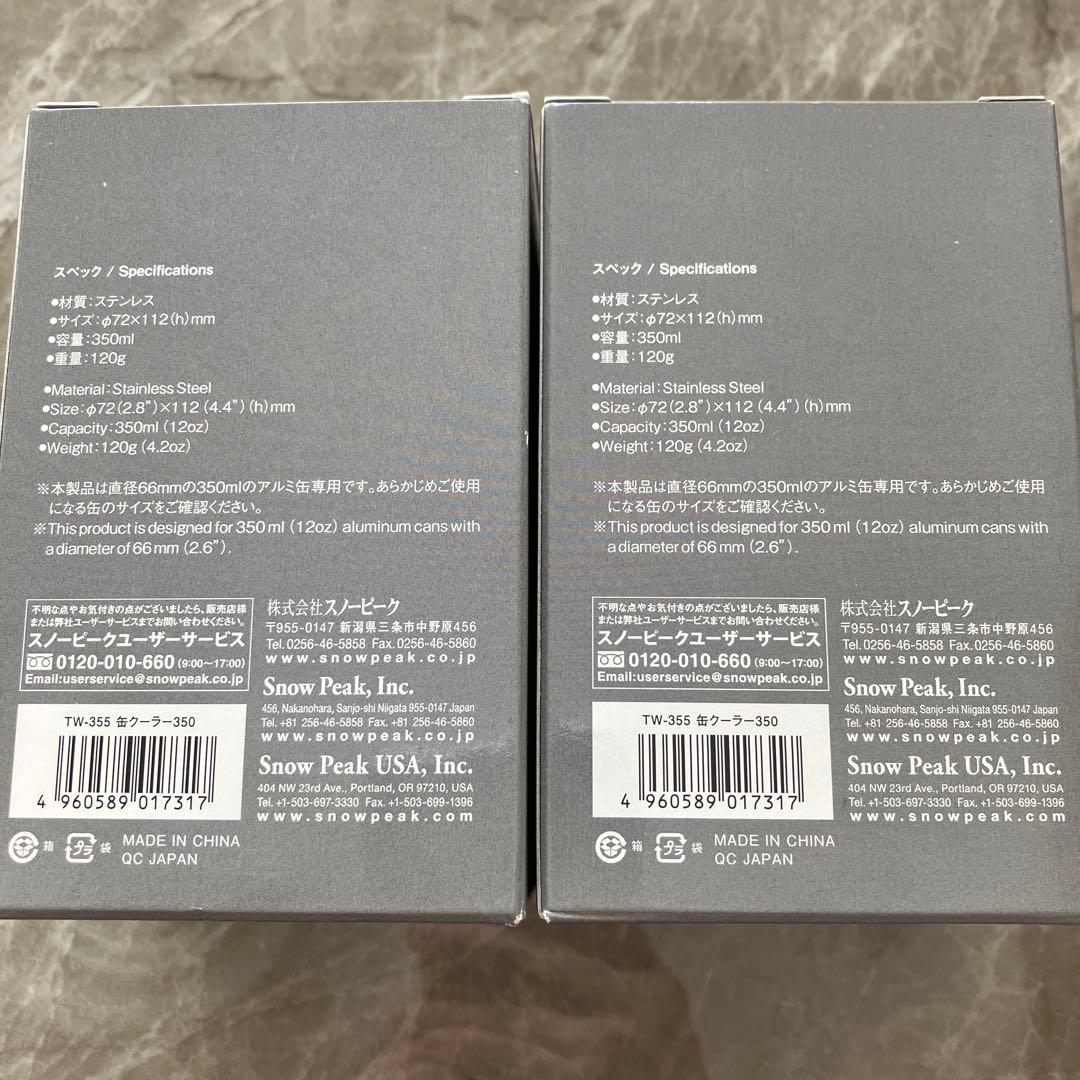 スペック / Specifications
●材質：ステンレス
●サイズ：φ72×112(h)mm
●容量：350ml
●重量：120g
●Material：Stainless Steel
●Size：φ72(2.8”)×112(4.4”)(h)mm
●Capacity：350ml (12oz)
●Weight：120g (4.2oz)
※本製品は直径66mmの350mlのアルミ缶専用です。あらかじめご使用
になる缶のサイズをご確認ください。
※This product is designed for 350 ml (12oz) aluminum cans with
a diameter of 66 mm (2.6”).
不明な点やお気付きの点がございましたら、販売店様
または弊社ユーザーサービスまでお問い合わせください。
スノーピークユーザーサービス
0120-010-660 (9:00〜17:00)
Email:userservice@snowpeak.co.jp
株式会社スノーピーク
〒955-0147 新潟県三条市中野原456
Tel.0256-46-5858 Fax.0256-46-5860
www.snowpeak.co.jp
Snow Peak, Inc.
456, Nakanohara, Sanjo-shi Niigata 955-0147 Japan
Tel. +81 256-46-5858 Fax. +81 256-46-5860
www.snowpeak.co.jp
Snow Peak USA, Inc.
404 NW 23rd Ave., Portland, OR 97210, USA
Tel. +1-503-697-3330 Fax. +1-503-699-1396
www.snowpeak.com
TW-355 缶クーラー350
4 960589 017317
箱 プラ 袋
MADE IN CHINA
QC JAPAN
スペック / Specifications
●材質：ステンレス
●サイズ：φ72×112(h)mm
●容量：350ml
●重量：120g
●Material：Stainless Steel
●Size：φ72(2.8”)×112(4.4”)(h)mm
●Capacity：350ml (12oz)
●Weight：120g (4.2oz)
※本製品は直径66mmの350mlのアルミ缶専用です。あらかじめご使用
になる缶のサイズをご確認ください。
※This product is designed for 350 ml (12oz) aluminum cans with
a diameter of 66 mm (2.6”).
不明な点やお気付きの点がございましたら、販売店様
または弊社ユーザーサービスまでお問い合わせください。
スノーピークユーザーサービス
0120-010-660 (9:00〜17:00)
Email:userservice@snowpeak.co.jp
株式会社スノーピーク
〒955-0147 新潟県三条市中野原456
Tel.0256-46-5858 Fax.0256-46-5860
www.snowpeak.co.jp
Snow Peak, Inc.
456, Nakanohara, Sanjo-shi Niigata 955-0147 Japan
Tel. +81 256-46-5858 Fax. +81 256-46-5860
www.snowpeak.co.jp
Snow Peak USA, Inc.
404 NW 23rd Ave., Portland, OR 97210, USA
Tel. +1-503-697-3330 Fax. +1-503-699-1396
www.snowpeak.com
TW-355 缶クーラー350
4 960589 017317
箱 プラ 袋
MADE IN CHINA
QC JAPAN